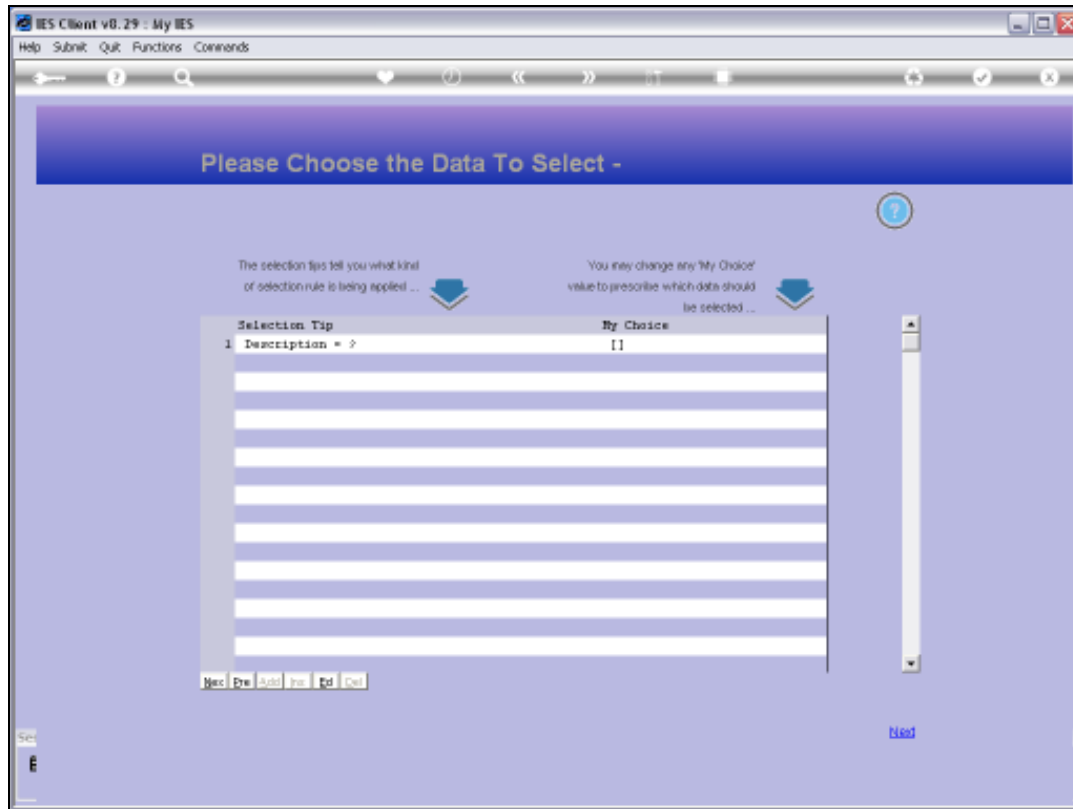 IES Client v8.29 : My IES
Help Submit Quit Functions Commands
Please Choose the Data To Select -
The selection tips tell you what kind
of selection rule is being applied ...
You may change any 'My Choice'
value to prescribe which data should
be selected ...
Selection Tip My Choice
1 Description = ? []
Nex Pre Add Ins Ed Del
Next